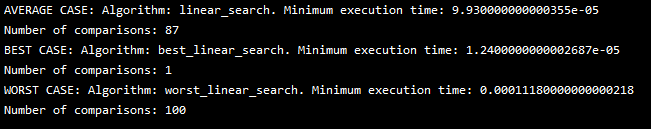 AVERAGE CASE: Algorithm: linear_search. Minimum execution time: 9.930000000000355e-05
Number of comparisons: 87
BEST CASE: Algorithm: best_linear_search. Minimum execution time: 1.2400000000002687e-05
Number of comparisons: 1
WORST CASE: Algorithm: worst_linear_search. Minimum execution time: 0.00011180000000000218
Number of comparisons: 100